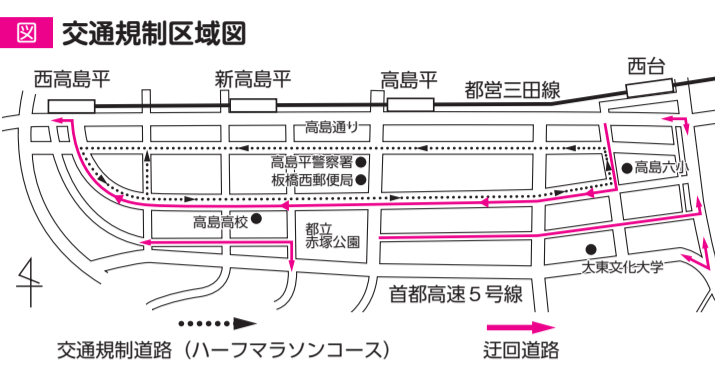 図 交通規制区域図
西高島平
新高島平
高島平
都営三田線
西台
高島通り
高島平警察署
板橋西郵便局
高島六小
高島高校
都立
赤塚公園
大東文化大学
首都高速5号線
交通規制道路（ハーフマラソンコース）
迂回道路